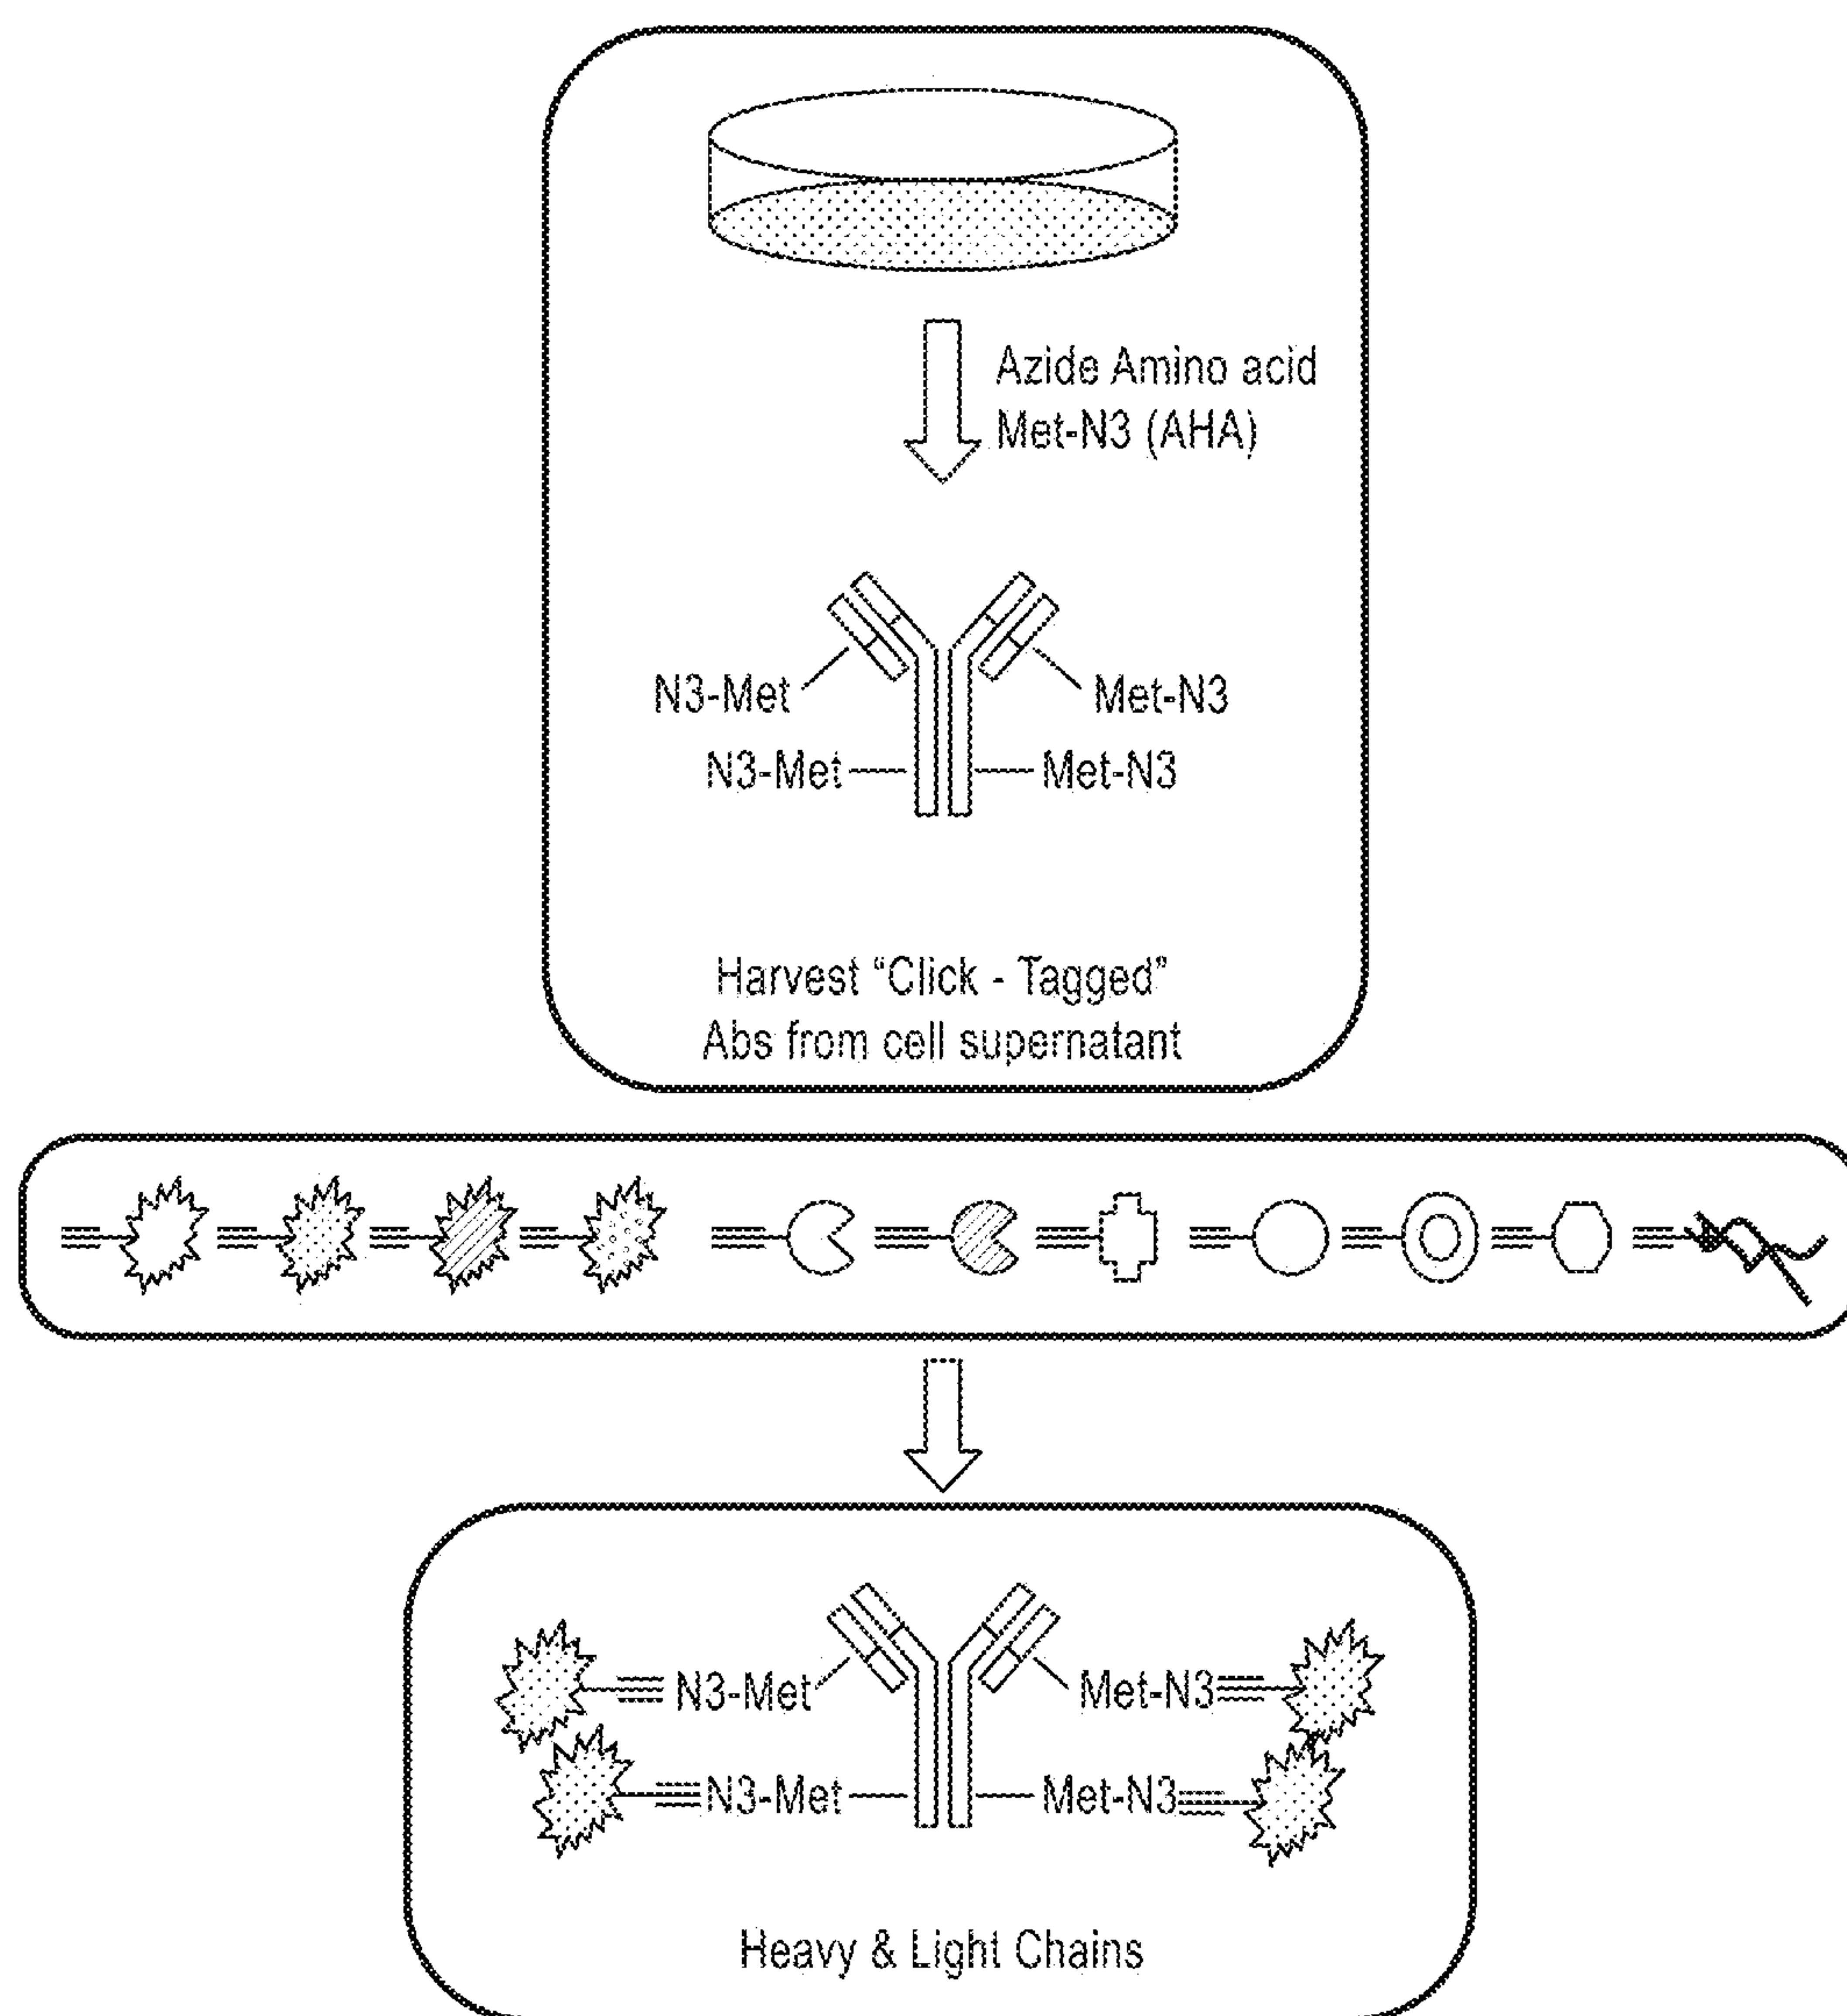 Azide Amino acid
Met-N3 (AHA)
N3-Met
Met-N3
N3-Met
Met-N3
Harvest “Click - Tagged”
Abs from cell supernatant
N3-Met
Met-N3
N3-Met
Met-N3
Heavy & Light Chains